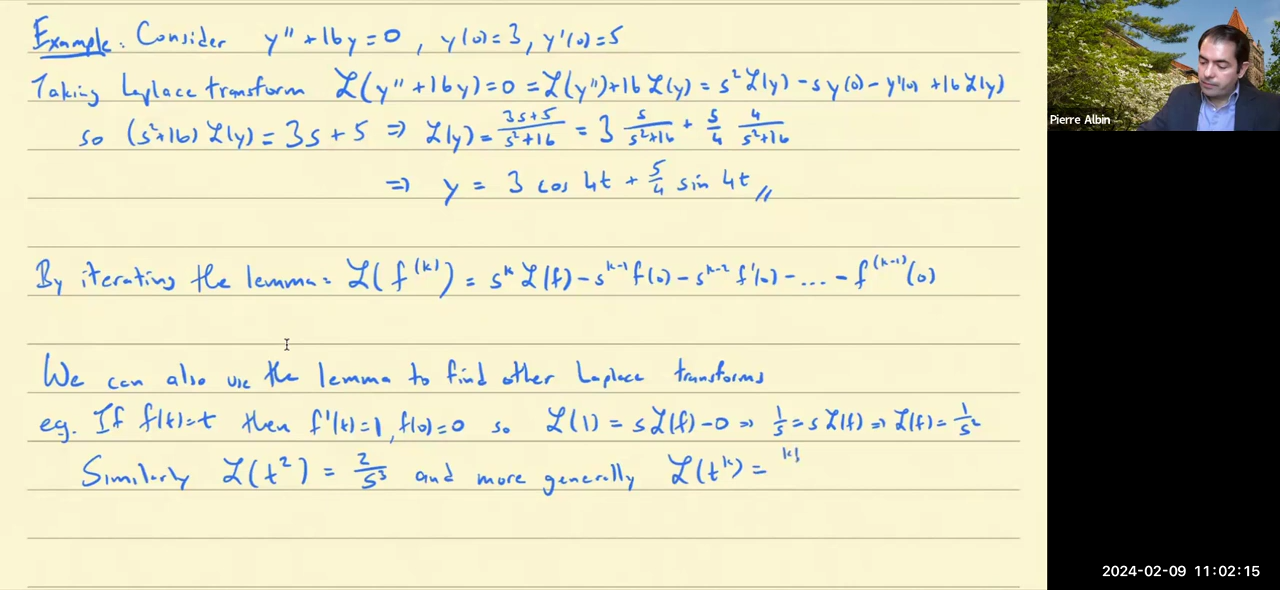 Example: Consider y'' + 16y = 0 , y(0) = 3 , y'(0) = 5
Taking Laplace transform ℒ(y'' + 16y) = 0 = ℒ(y'') + 16 ℒ(y) = s² ℒ(y) - s y(0) - y'(0) + 16 ℒ(y)
so (s²+16) ℒ(y) = 3s + 5 ⇒ ℒ(y) = (3s+5)/(s²+16) = 3 s/(s²+16) + 5/4 4/(s²+16)
⇒ y = 3 cos 4t + 5/4 sin 4t //
By iterating the lemma: ℒ(f^(k)) = s^k ℒ(f) - s^(k-1) f(0) - s^(k-2) f'(0) - ... - f^(k-1)(0)
We can also use the lemma to find other Laplace transforms
eg. If f(t)=t then f'(t)=1, f(0)=0 so ℒ(1) = s ℒ(f) - 0 ⇒ 1/s = s ℒ(f) ⇒ ℒ(f) = 1/s²
Similarly ℒ(t²) = 2/s³ and more generally ℒ(t^k) = k!
Pierre Albin
2024-02-09 11:02:15